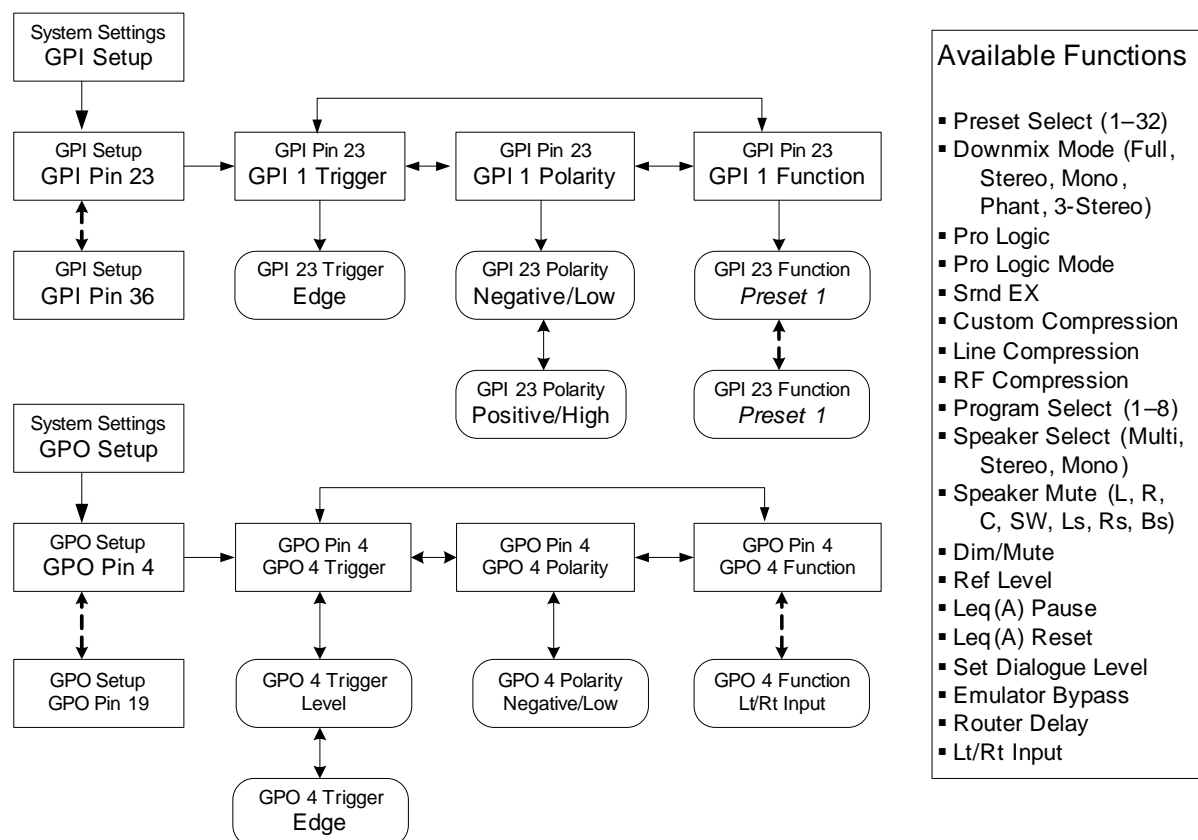 System Settings
GPI Setup
GPI Setup
GPI Pin 23
GPI Pin 23
GPI 1 Trigger
GPI Pin 23
GPI 1 Polarity
GPI Pin 23
GPI 1 Function
GPI Setup
GPI Pin 36
GPI 23 Trigger
Edge
GPI 23 Polarity
Negative/Low
GPI 23 Function
Preset 1
GPI 23 Polarity
Positive/High
GPI 23 Function
Preset 1
System Settings
GPO Setup
GPO Setup
GPO Pin 4
GPO Pin 4
GPO 4 Trigger
GPO Pin 4
GPO 4 Polarity
GPO Pin 4
GPO 4 Function
GPO Setup
GPO Pin 19
GPO 4 Trigger
Level
GPO 4 Polarity
Negative/Low
GPO 4 Function
Lt/Rt Input
GPO 4 Trigger
Edge
Available Functions
▪ Preset Select (1–32)
▪ Downmix Mode (Full,
Stereo, Mono,
Phant, 3-Stereo)
▪ Pro Logic
▪ Pro Logic Mode
▪ Srnd EX
▪ Custom Compression
▪ Line Compression
▪ RF Compression
▪ Program Select (1–8)
▪ Speaker Select (Multi,
Stereo, Mono)
▪ Speaker Mute (L, R,
C, SW, Ls, Rs, Bs)
▪ Dim/Mute
▪ Ref Level
▪ Leq(A) Pause
▪ Leq(A) Reset
▪ Set Dialogue Level
▪ Emulator Bypass
▪ Router Delay
▪ Lt/Rt Input